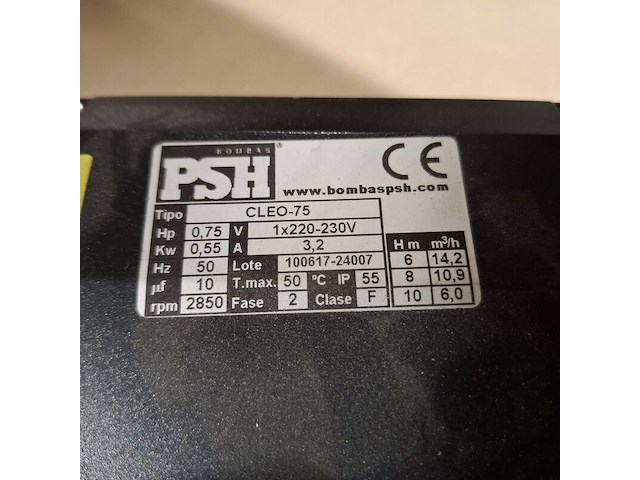 BOMBAS
PSH®
CE
www.bombaspsh.com
Tipo CLEO-75
Hp 0,75 V 1x220-230V
Kw 0,55 A 3,2
Hz 50 Lote 100617-24007
µf 10 T.max. 50 ºC IP 55
rpm 2850 Fase 2 Clase F
H m m³/h
6 14,2
8 10,9
10 6,0